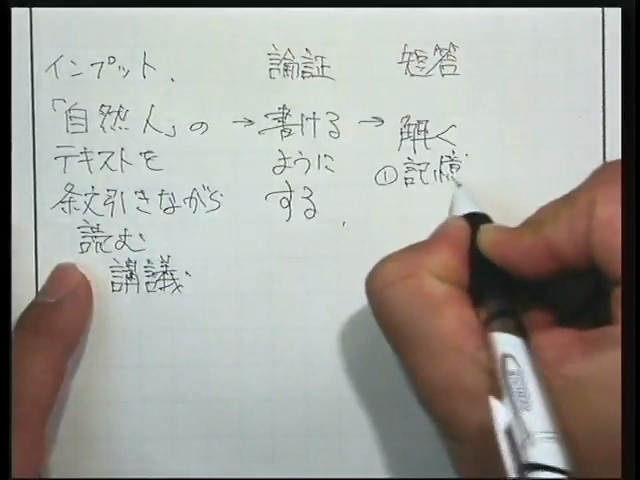 インプット. 論証 短答
「自然人」の → 書ける → 解く
テキストを ように ①記憶
条文引きながら する.
読む
講議